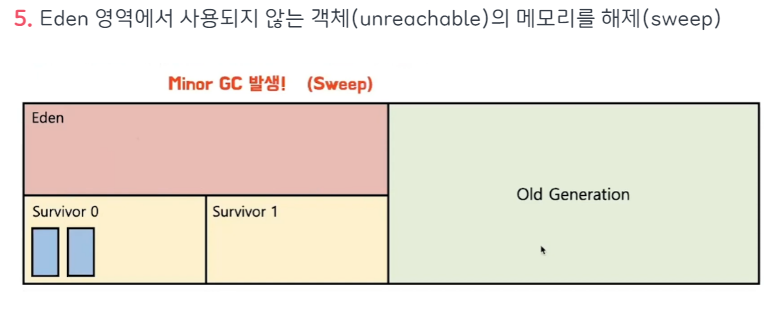 5. Eden 영역에서 사용되지 않는 객체(unreachable)의 메모리를 해제(sweep)
Minor GC 발생! (Sweep)
Eden
Old Generation
Survivor 0
Survivor 1